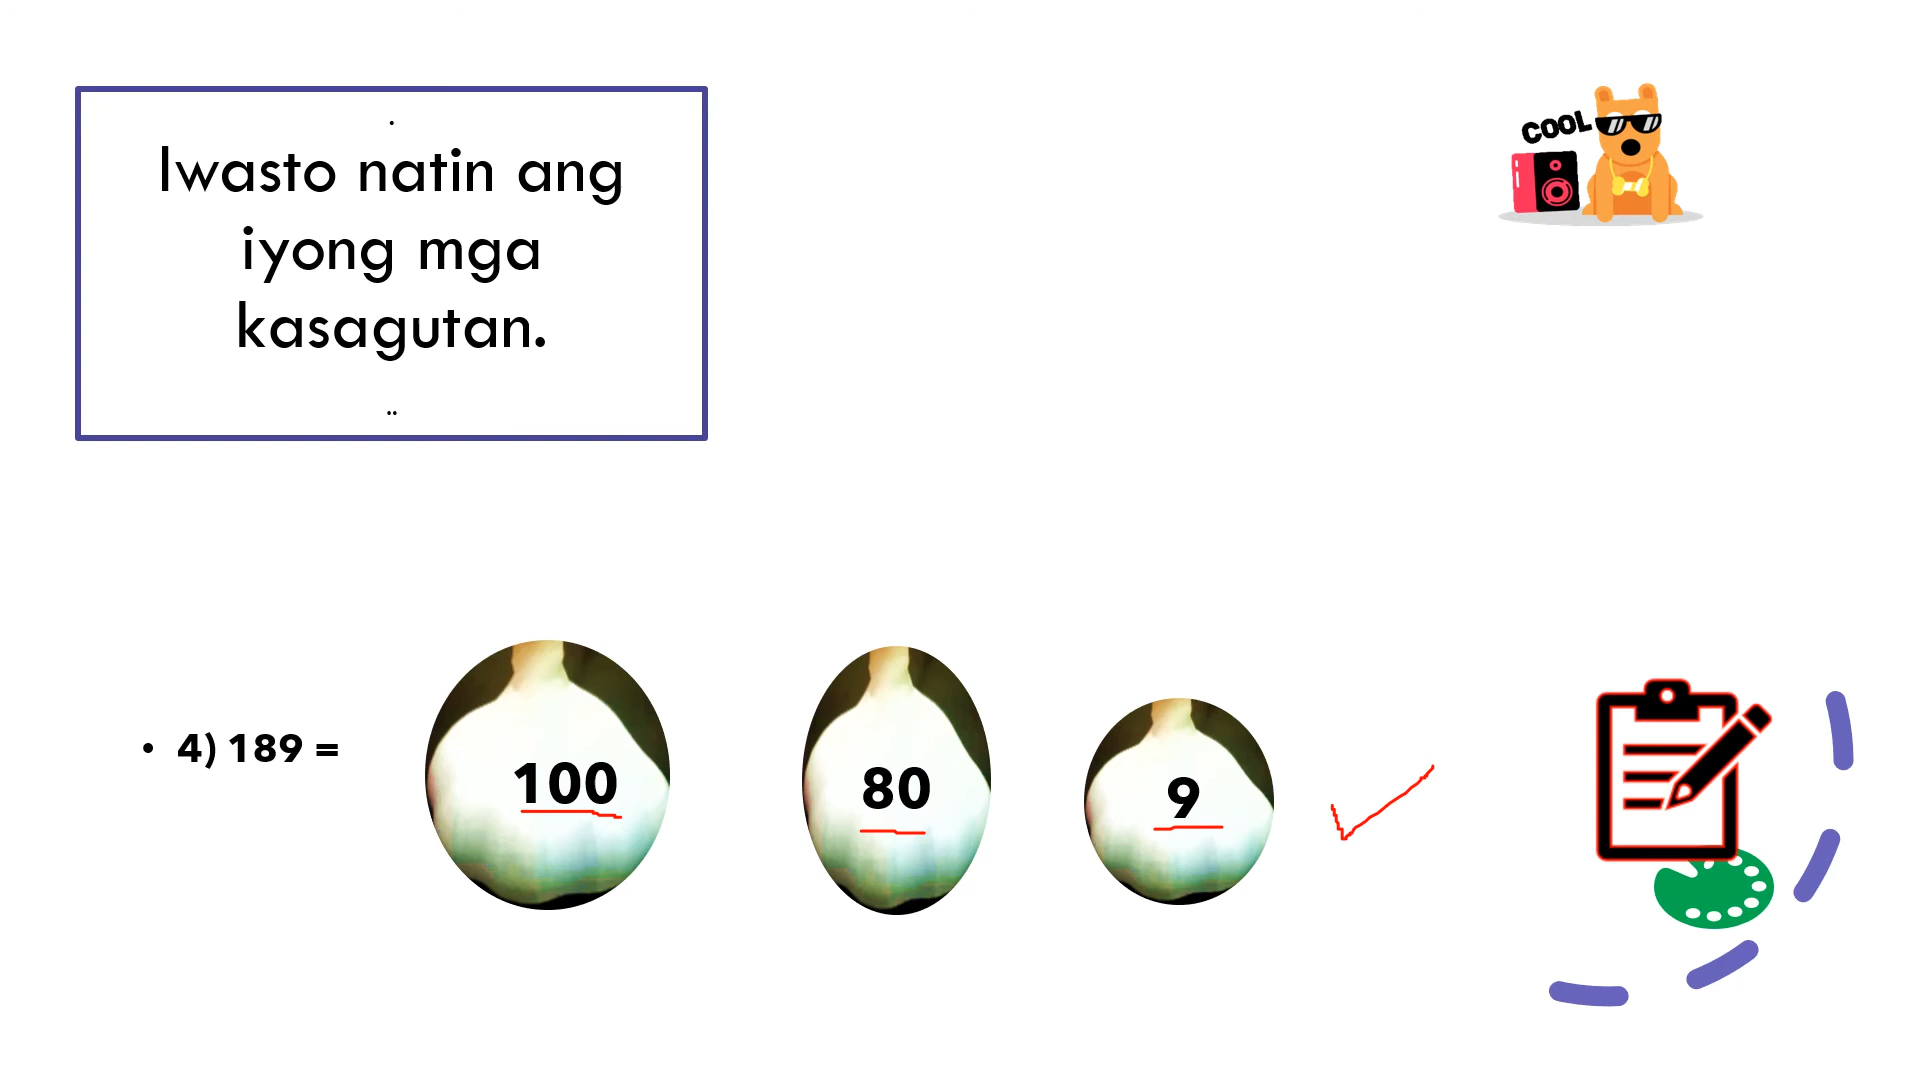 .
Iwasto natin ang
iyong mga
kasagutan.
..
COOL
• 4) 189 =
100
80
9